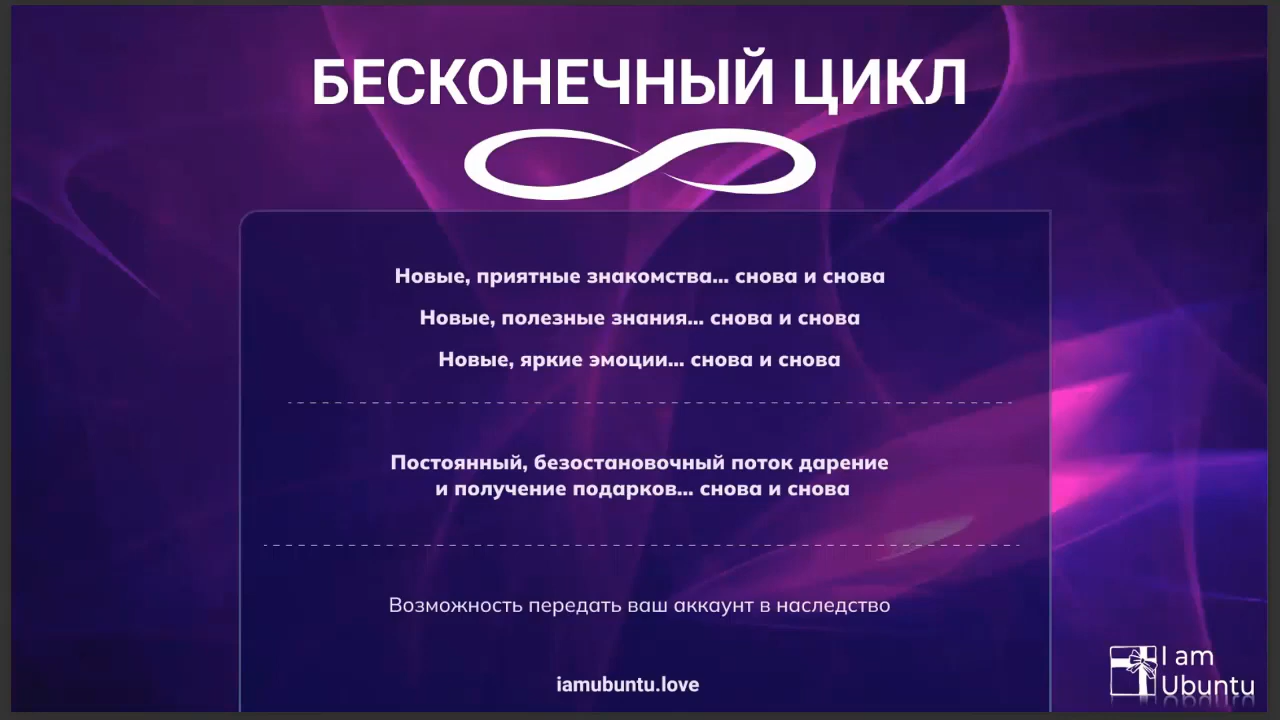 БЕСКОНЕЧНЫЙ ЦИКЛ
Новые, приятные знакомства... снова и снова
Новые, полезные знания... снова и снова
Новые, яркие эмоции... снова и снова
Постоянный, безостановочный поток дарение
и получение подарков... снова и снова
Возможность передать ваш аккаунт в наследство
iamubuntu.love
I am
Ubuntu